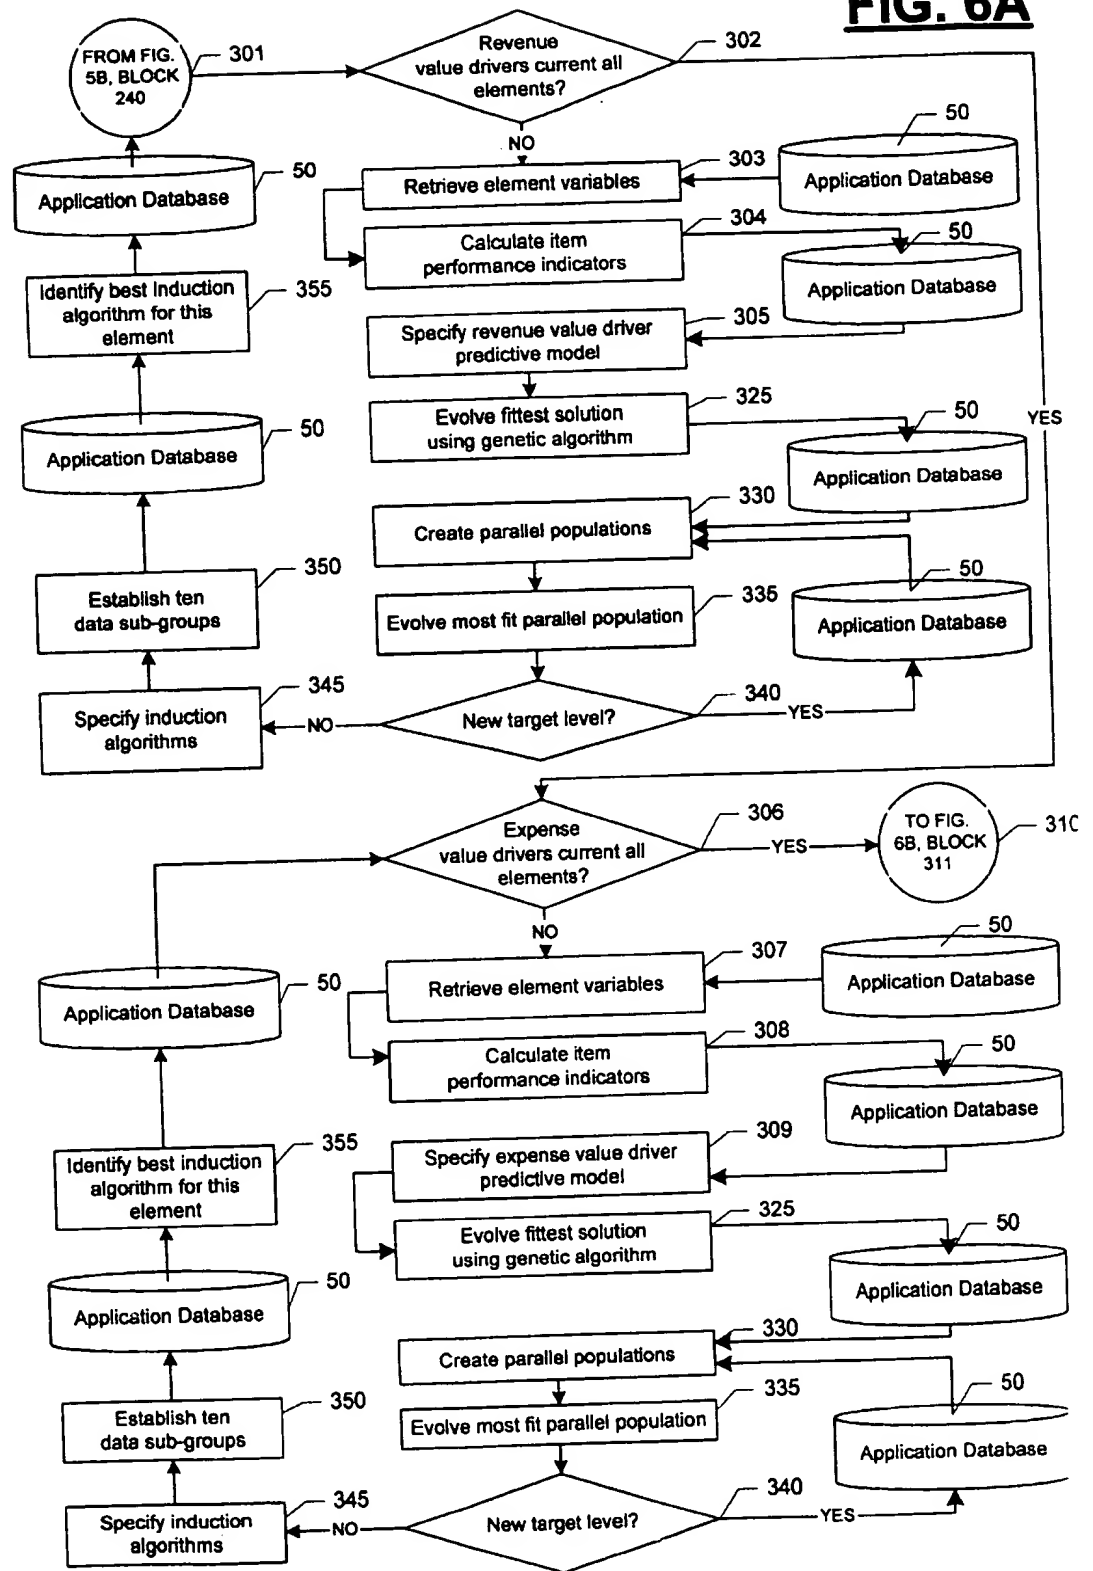 FIG. 6A
FROM FIG.
5B, BLOCK
240
301
Revenue
value drivers current all
elements?
302
NO
YES
50
Application Database
303
Retrieve element variables
50
Application Database
304
Calculate item
performance indicators
50
Application Database
355
Identify best Induction
algorithm for this
element
305
Specify revenue value driver
predictive model
325
Evolve fittest solution
using genetic algorithm
50
Application Database
50
Application Database
330
Create parallel populations
350
Establish ten
data sub-groups
335
Evolve most fit parallel population
50
Application Database
345
Specify induction
algorithms
NO
New target level?
340
YES
306
Expense
value drivers current all
elements?
YES
TO FIG.
6B, BLOCK
311
310
NO
50
Application Database
307
Retrieve element variables
50
Application Database
308
Calculate item
performance indicators
50
Application Database
355
Identify best induction
algorithm for this
element
309
Specify expense value driver
predictive model
325
Evolve fittest solution
using genetic algorithm
50
Application Database
50
Application Database
330
Create parallel populations
350
Establish ten
data sub-groups
335
Evolve most fit parallel population
50
Application Database
345
Specify induction
algorithms
NO
New target level?
340
YES